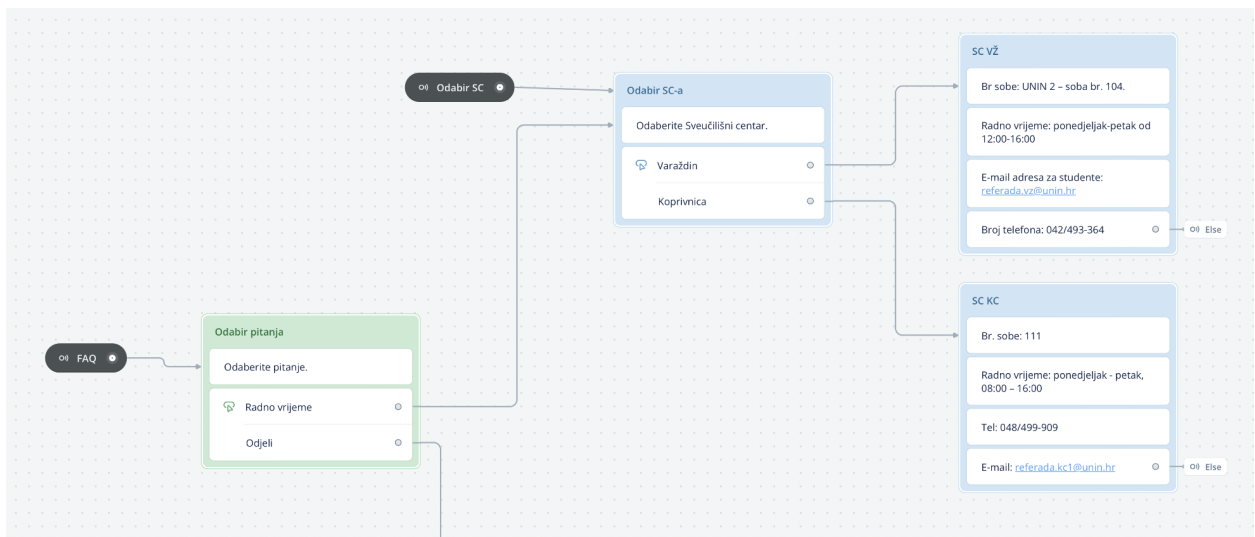 FAQ
Odabir pitanja
Odaberite pitanje.
Radno vrijeme
Odjeli
Odabir SC
Odabir SC-a
Odaberite Sveučilišni centar.
Varaždin
Koprivnica
SC VŽ
Br sobe: UNIN 2 – soba br. 104.
Radno vrijeme: ponedjeljak-petak od
12:00-16:00
E-mail adresa za studente:
referada.vz@unin.hr
Broj telefona: 042/493-364
Else
SC KC
Br. sobe: 111
Radno vrijeme: ponedjeljak - petak,
08:00 – 16:00
Tel: 048/499-909
E-mail: referada.kc1@unin.hr
Else